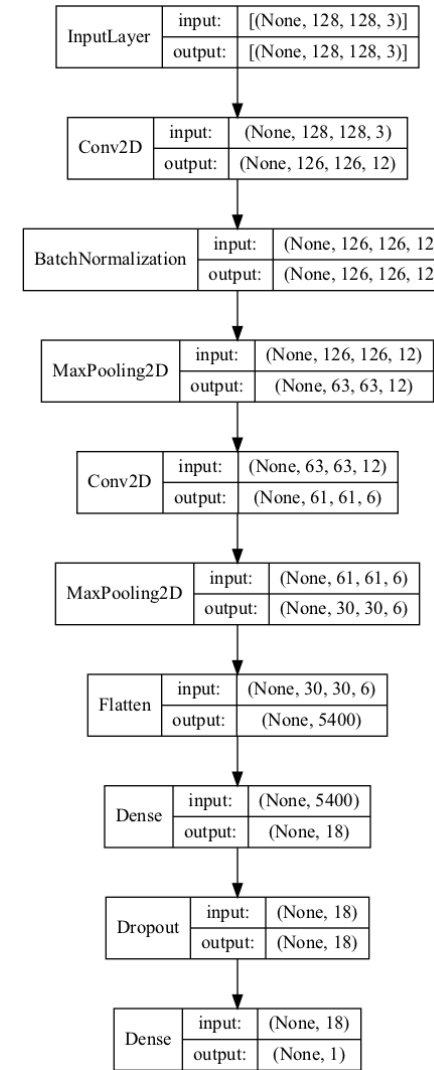 InputLayer
input: [(None, 128, 128, 3)]
output: [(None, 128, 128, 3)]
Conv2D
input: (None, 128, 128, 3)
output: (None, 126, 126, 12)
BatchNormalization
input: (None, 126, 126, 12
output: (None, 126, 126, 12
MaxPooling2D
input: (None, 126, 126, 12)
output: (None, 63, 63, 12)
Conv2D
input: (None, 63, 63, 12)
output: (None, 61, 61, 6)
MaxPooling2D
input: (None, 61, 61, 6)
output: (None, 30, 30, 6)
Flatten
input: (None, 30, 30, 6)
output: (None, 5400)
Dense
input: (None, 5400)
output: (None, 18)
Dropout
input: (None, 18)
output: (None, 18)
Dense
input: (None, 18)
output: (None, 1)